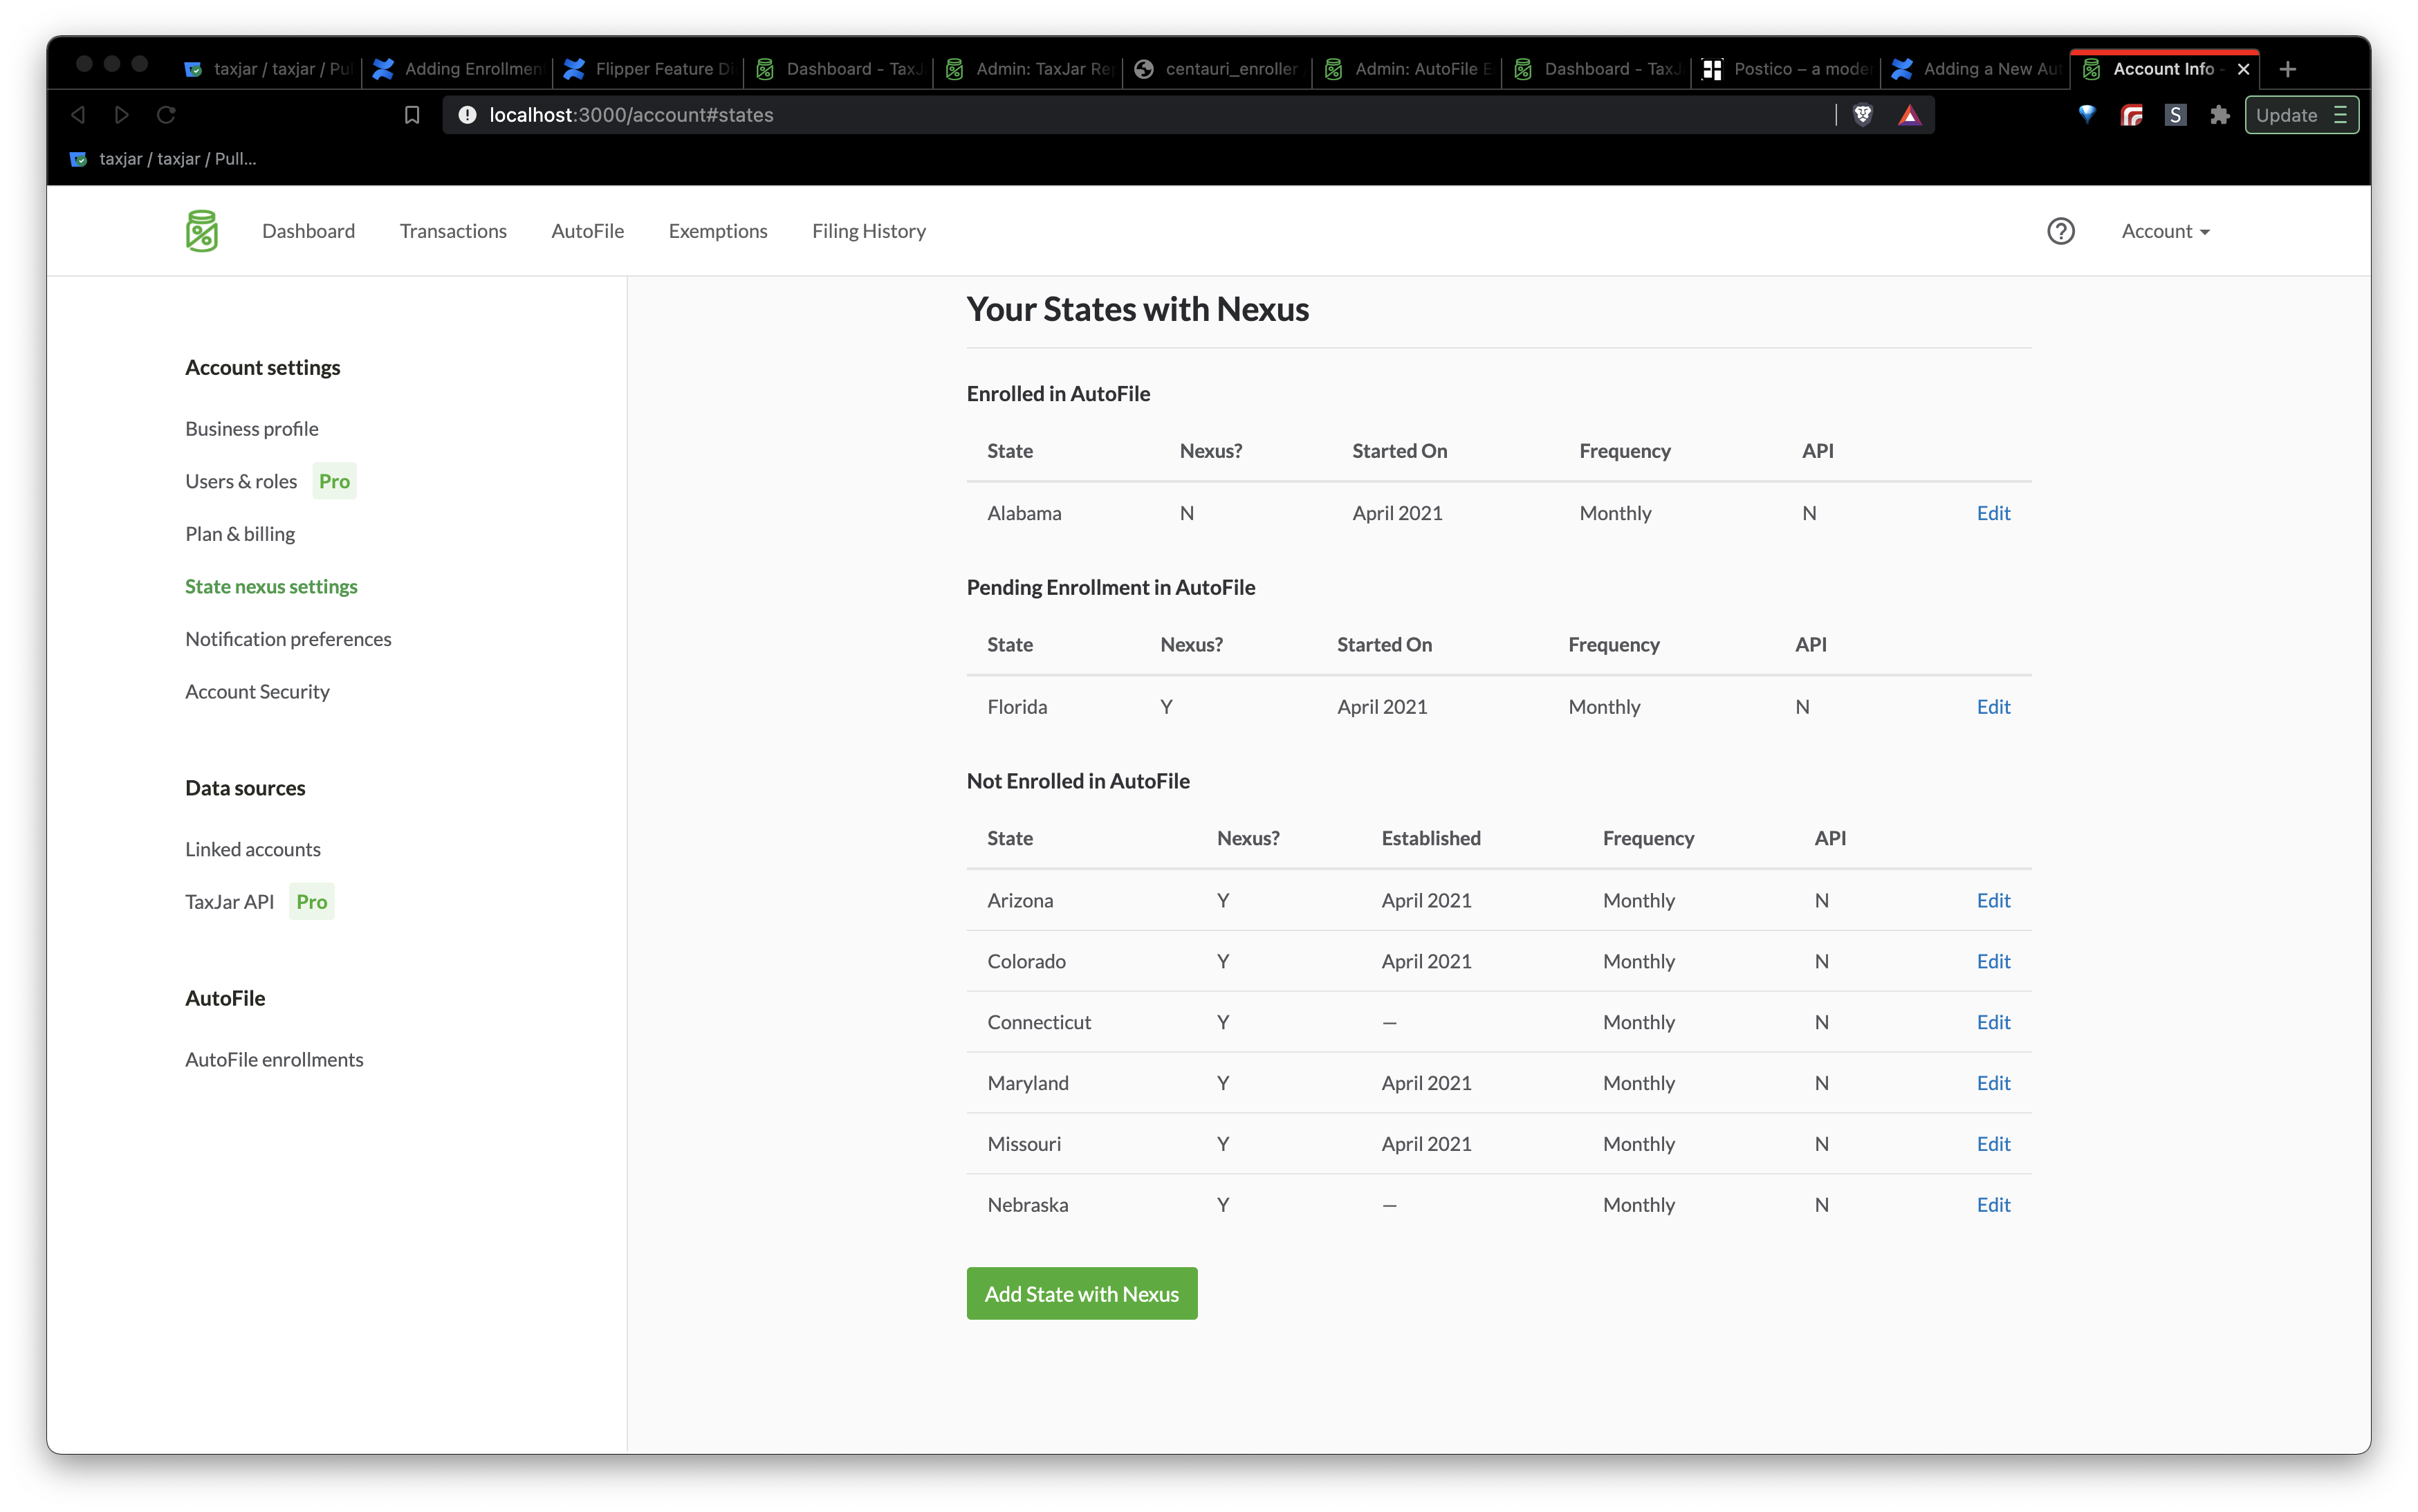 taxjar / taxjar / Pu
Adding Enrollmen
Flipper Feature Di
Dashboard - TaxJ
Admin: TaxJar Re
centauri_enroller
Admin: AutoFile E
Dashboard - TaxJ
Postico – a mode
Adding a New Au
Account Info -
localhost:3000/account#states
S
Update
taxjar / taxjar / Pull...
Dashboard Transactions AutoFile Exemptions Filing History Account
Account settings
Business profile
Users & roles Pro
Plan & billing
State nexus settings
Notification preferences
Account Security
Data sources
Linked accounts
TaxJar API Pro
AutoFile
AutoFile enrollments
Your States with Nexus
Enrolled in AutoFile
State Nexus? Started On Frequency API
Alabama N April 2021 Monthly N Edit
Pending Enrollment in AutoFile
State Nexus? Started On Frequency API
Florida Y April 2021 Monthly N Edit
Not Enrolled in AutoFile
State Nexus? Established Frequency API
Arizona Y April 2021 Monthly N Edit
Colorado Y April 2021 Monthly N Edit
Connecticut Y — Monthly N Edit
Maryland Y April 2021 Monthly N Edit
Missouri Y April 2021 Monthly N Edit
Nebraska Y — Monthly N Edit
Add State with Nexus